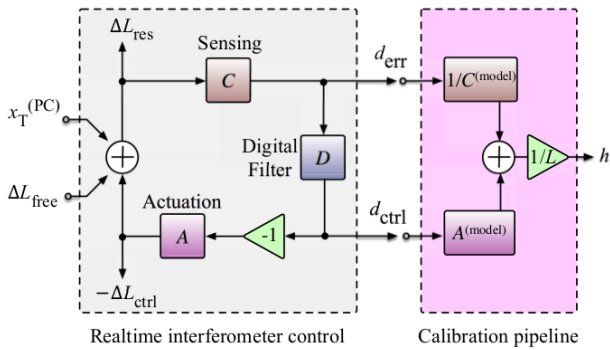 ΔL_res
Sensing
C
d_err
1/C^(model)
x_T^(PC)
ΔL_free
Digital
Filter
D
1/L
h
Actuation
A
-1
d_ctrl
A^(model)
−ΔL_ctrl
Realtime interferometer control
Calibration pipeline